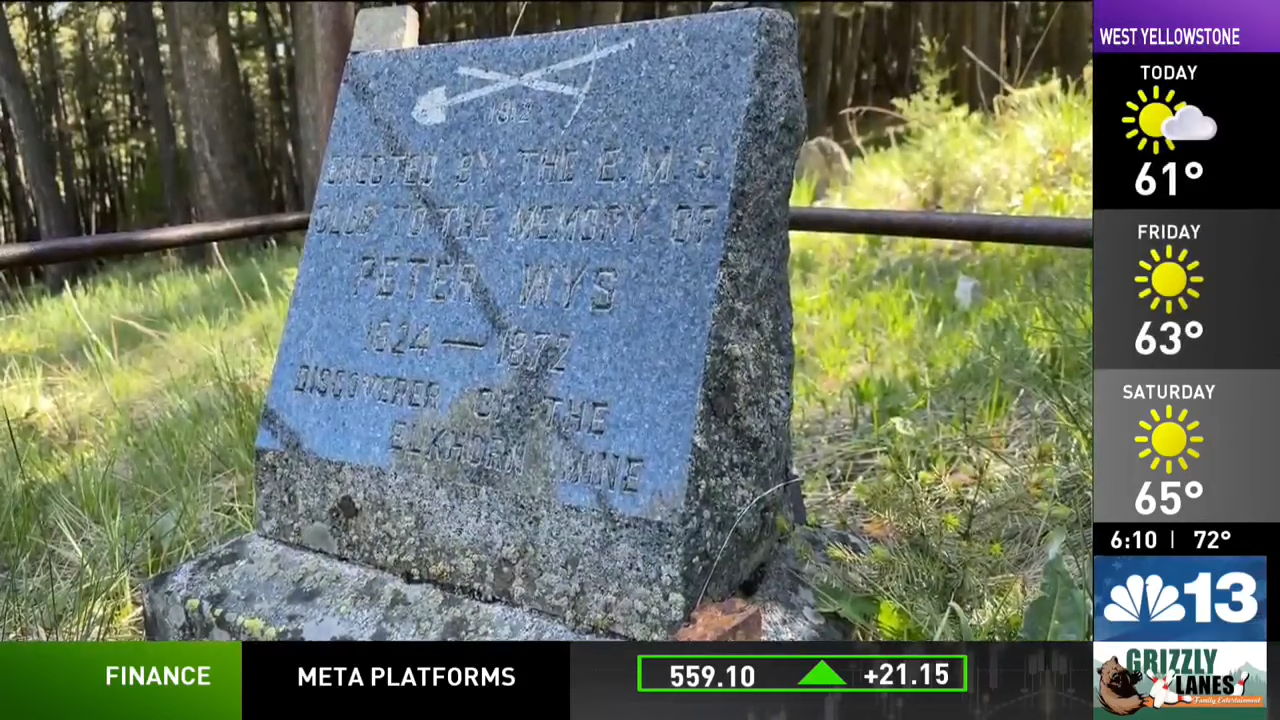 ERECTED BY THE E. M. S.
CLUB TO THE MEMORY OF
PETER WYS
1824 — 1872
DISCOVERER OF THE
ELKHORN MINE
WEST YELLOWSTONE
TODAY
61°
FRIDAY
63°
SATURDAY
65°
6:10 | 72°
13
GRIZZLY
LANES
Family Entertainment
FINANCE
META PLATFORMS
559.10
+21.15